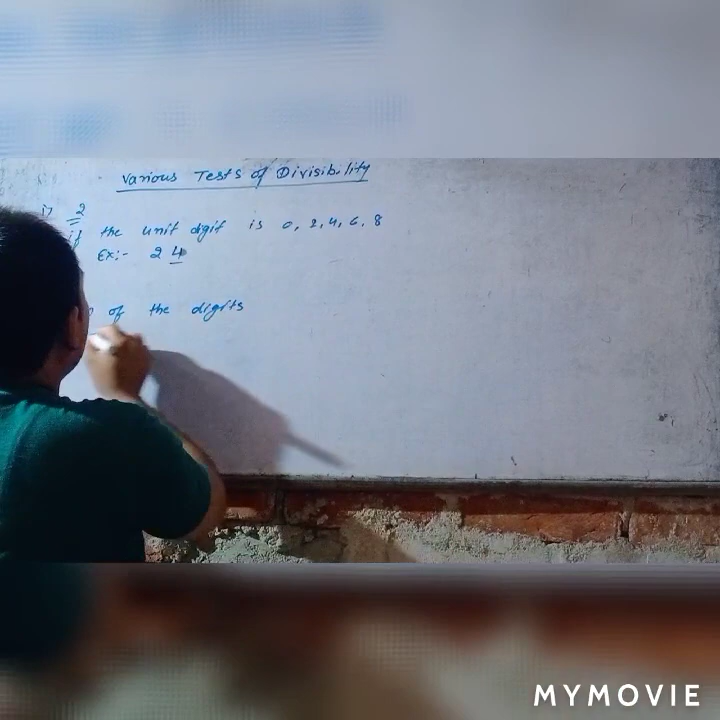 Various Tests of Divisibility
i) 2
if the unit digit is 0, 2, 4, 6, 8
Ex:- 24
of the digits
MYMOVIE